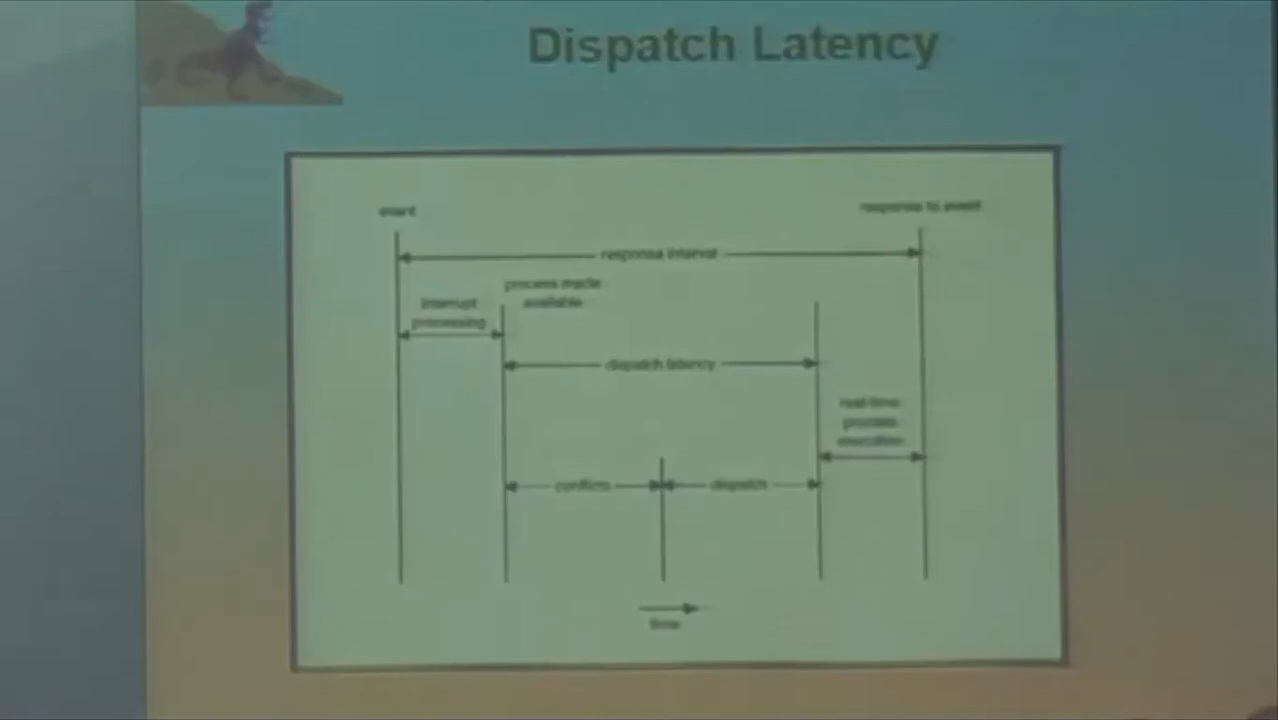 Dispatch Latency
event
response to event
response interval
process made
available
interrupt
processing
dispatch latency
real-time
process
execution
conflicts
dispatch
time